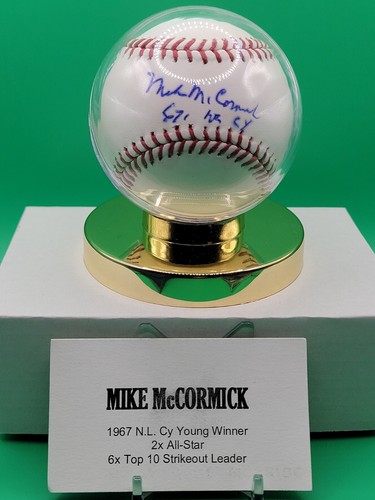 Mike McCormick
67 NL CY
MIKE McCORMICK
1967 N.L. Cy Young Winner
2x All-Star
6x Top 10 Strikeout Leader